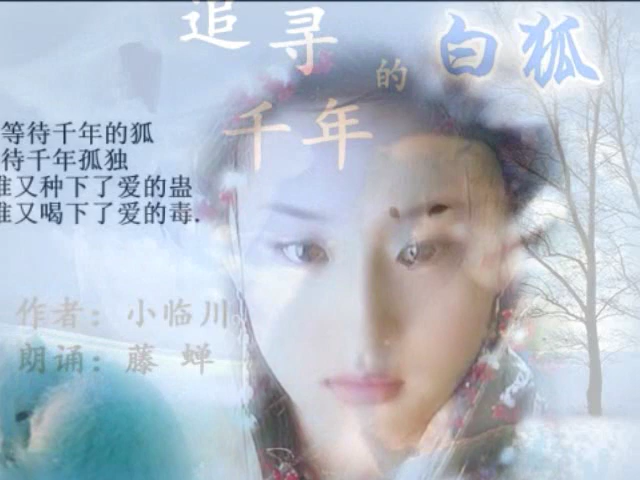 追寻
千年
的
白狐
等待千年的狐
待千年孤独
谁又种下了爱的蛊
谁又喝下了爱的毒.
作者：小临川
朗诵：藤 蝉